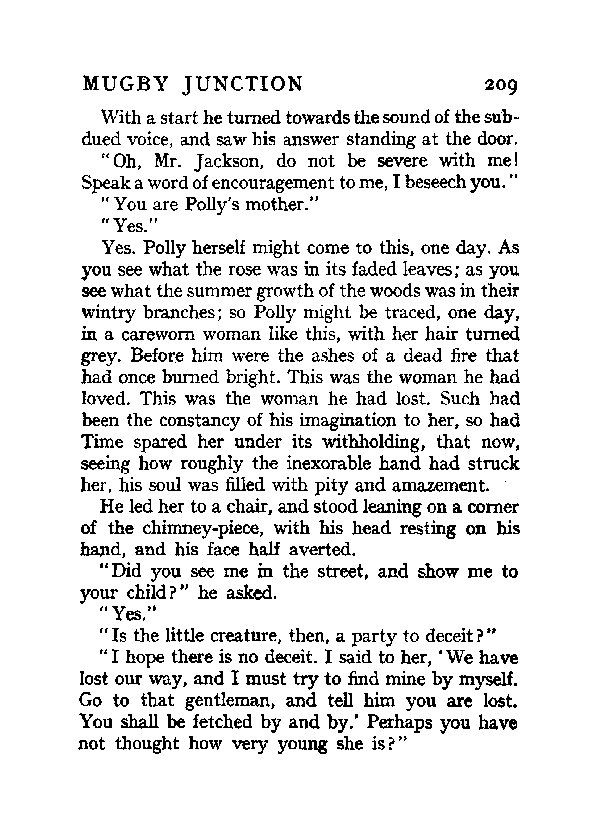 MUGBY JUNCTION 209
With a start he turned towards the sound of the sub-
dued voice, and saw his answer standing at the door.
"Oh, Mr. Jackson, do not be severe with me!
Speak a word of encouragement to me, I beseech you."
"You are Polly's mother."
"Yes."
Yes. Polly herself might come to this, one day. As
you see what the rose was in its faded leaves; as you
see what the summer growth of the woods was in their
wintry branches; so Polly might be traced, one day,
in a careworn woman like this, with her hair turned
grey. Before him were the ashes of a dead fire that
had once burned bright. This was the woman he had
loved. This was the woman he had lost. Such had
been the constancy of his imagination to her, so had
Time spared her under its withholding, that now,
seeing how roughly the inexorable hand had struck
her, his soul was filled with pity and amazement.
He led her to a chair, and stood leaning on a corner
of the chimney-piece, with his head resting on his
hand, and his face half averted.
"Did you see me in the street, and show me to
your child?" he asked.
"Yes."
"Is the little creature, then, a party to deceit?"
"I hope there is no deceit. I said to her, 'We have
lost our way, and I must try to find mine by myself.
Go to that gentleman, and tell him you are lost.
You shall be fetched by and by.' Perhaps you have
not thought how very young she is?"